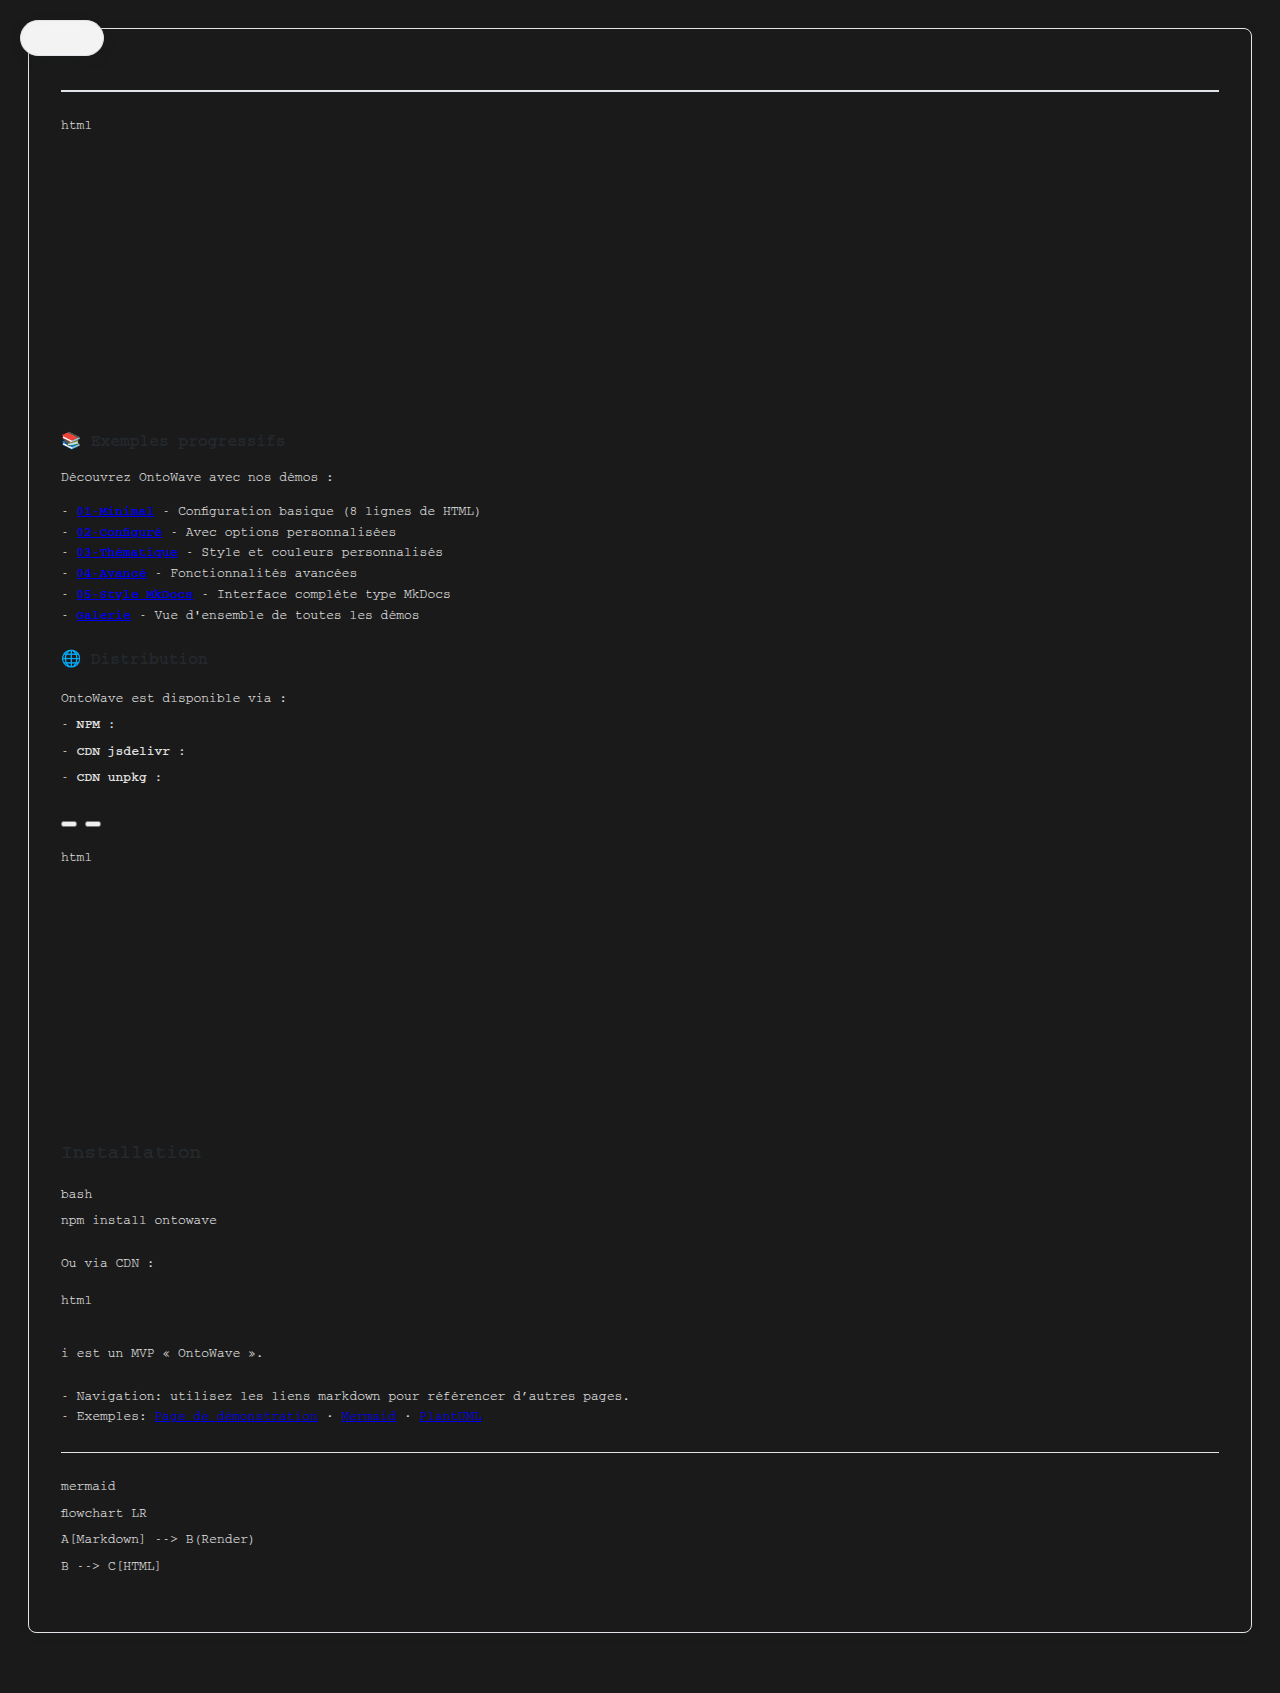 html
📚 Exemples progressifs
Découvrez OntoWave avec nos démos :
- 01-Minimal - Configuration basique (8 lignes de HTML)
- 02-Configuré - Avec options personnalisées
- 03-Thématique - Style et couleurs personnalisés
- 04-Avancé - Fonctionnalités avancées
- 05-Style MkDocs - Interface complète type MkDocs
- Galerie - Vue d'ensemble de toutes les démos
🌐 Distribution
OntoWave est disponible via :
- NPM :
- CDN jsdelivr :
- CDN unpkg :
html
Installation
bash
npm install ontowave
Ou via CDN :
html
i est un MVP « OntoWave ».
- Navigation: utilisez les liens markdown pour référencer d’autres pages.
- Exemples: Page de démonstration · Mermaid · PlantUML
mermaid
flowchart LR
A[Markdown] --> B(Render)
B --> C[HTML]